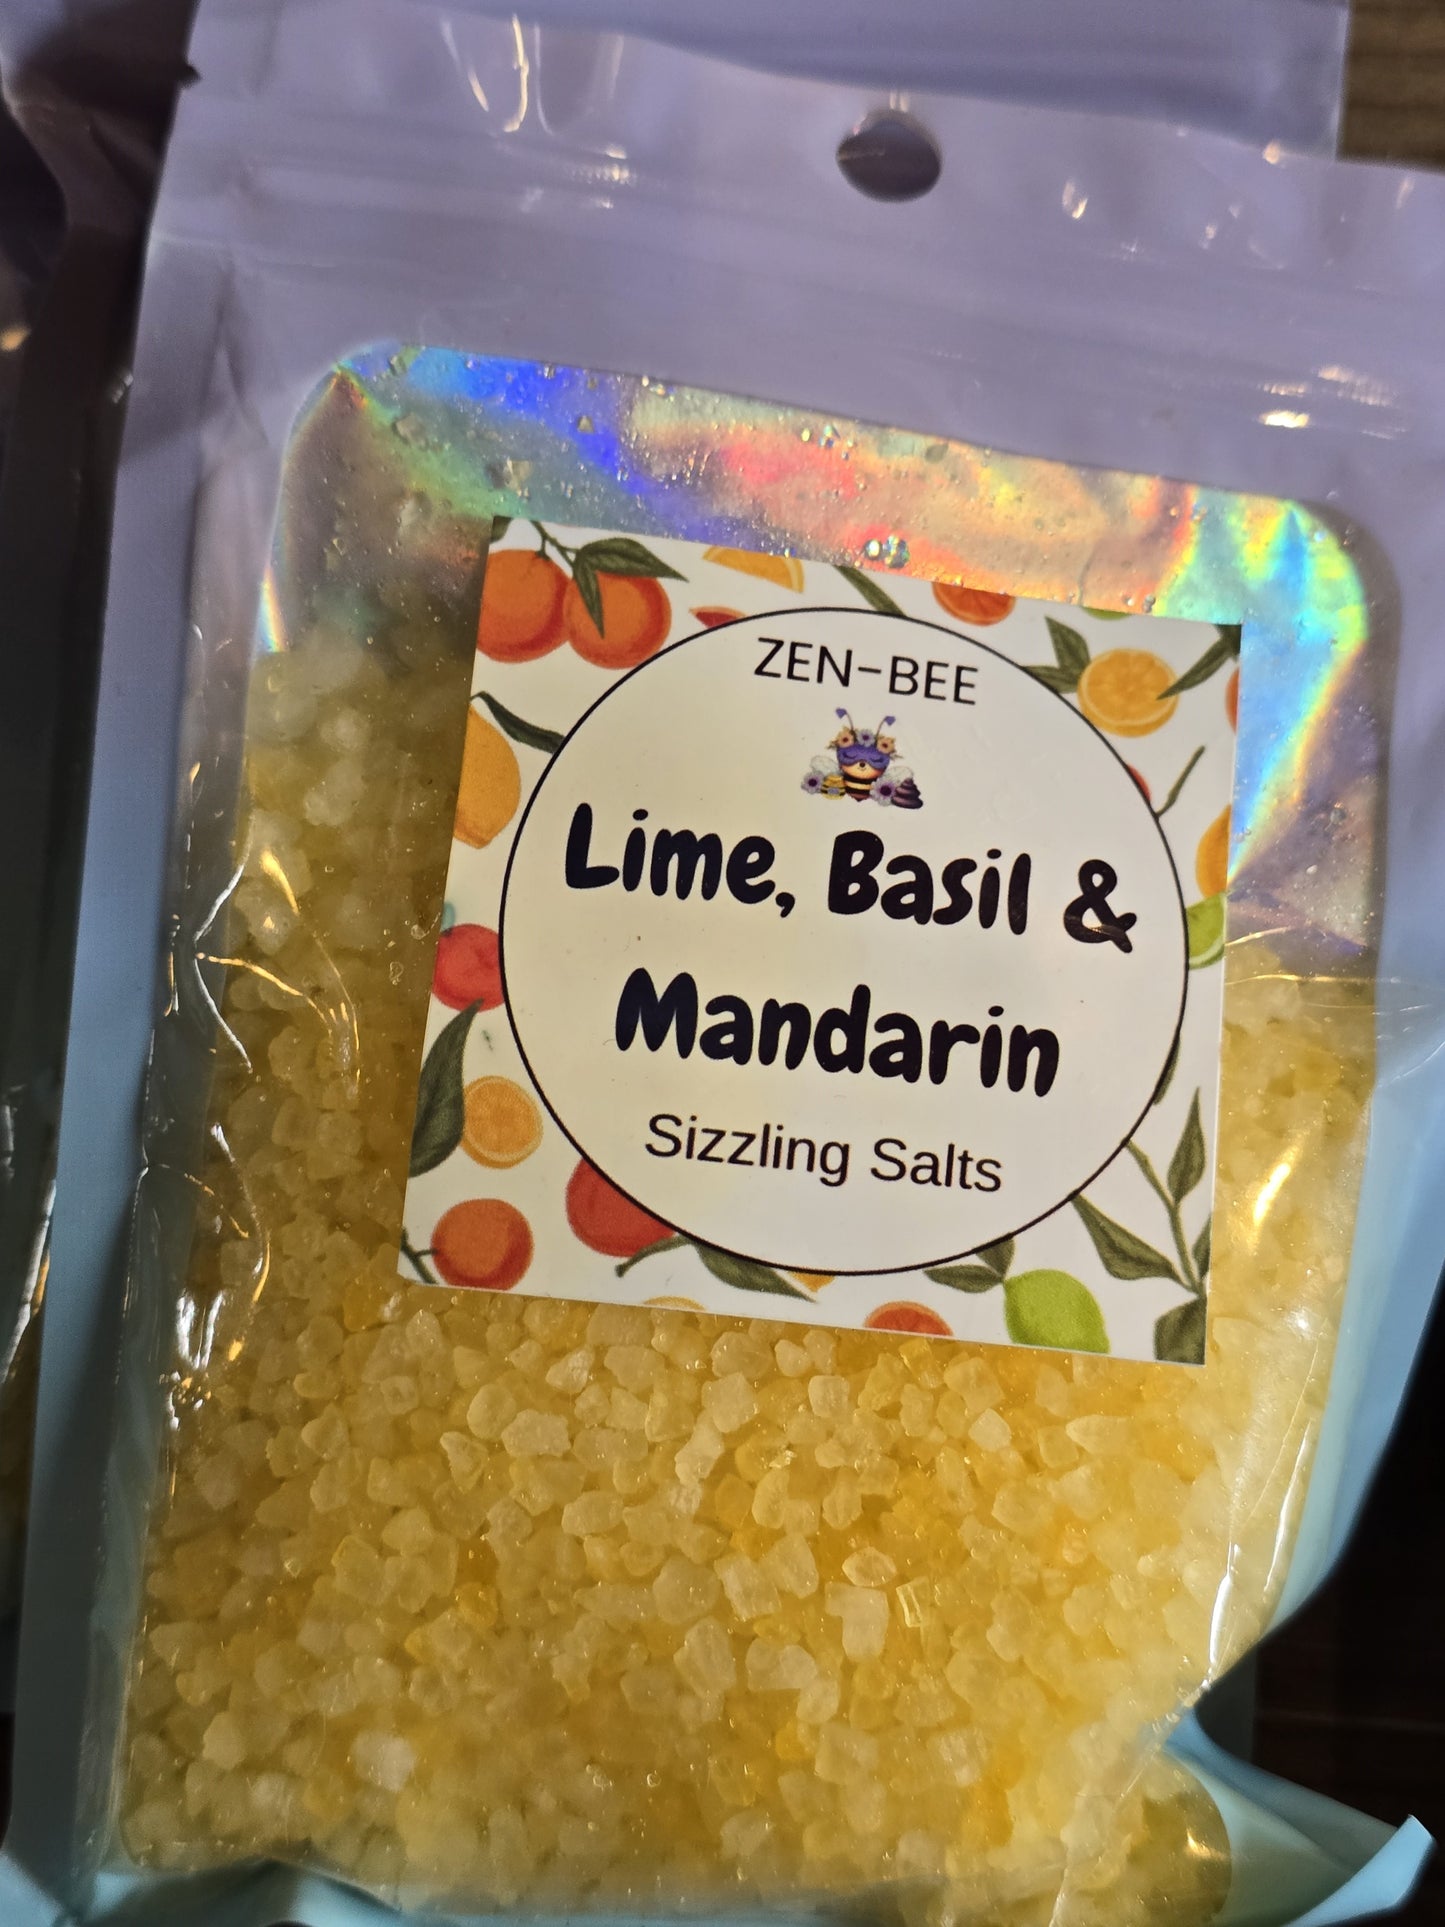 ZEN-BEE
Lime, Basil &
Mandarin
Sizzling Salts